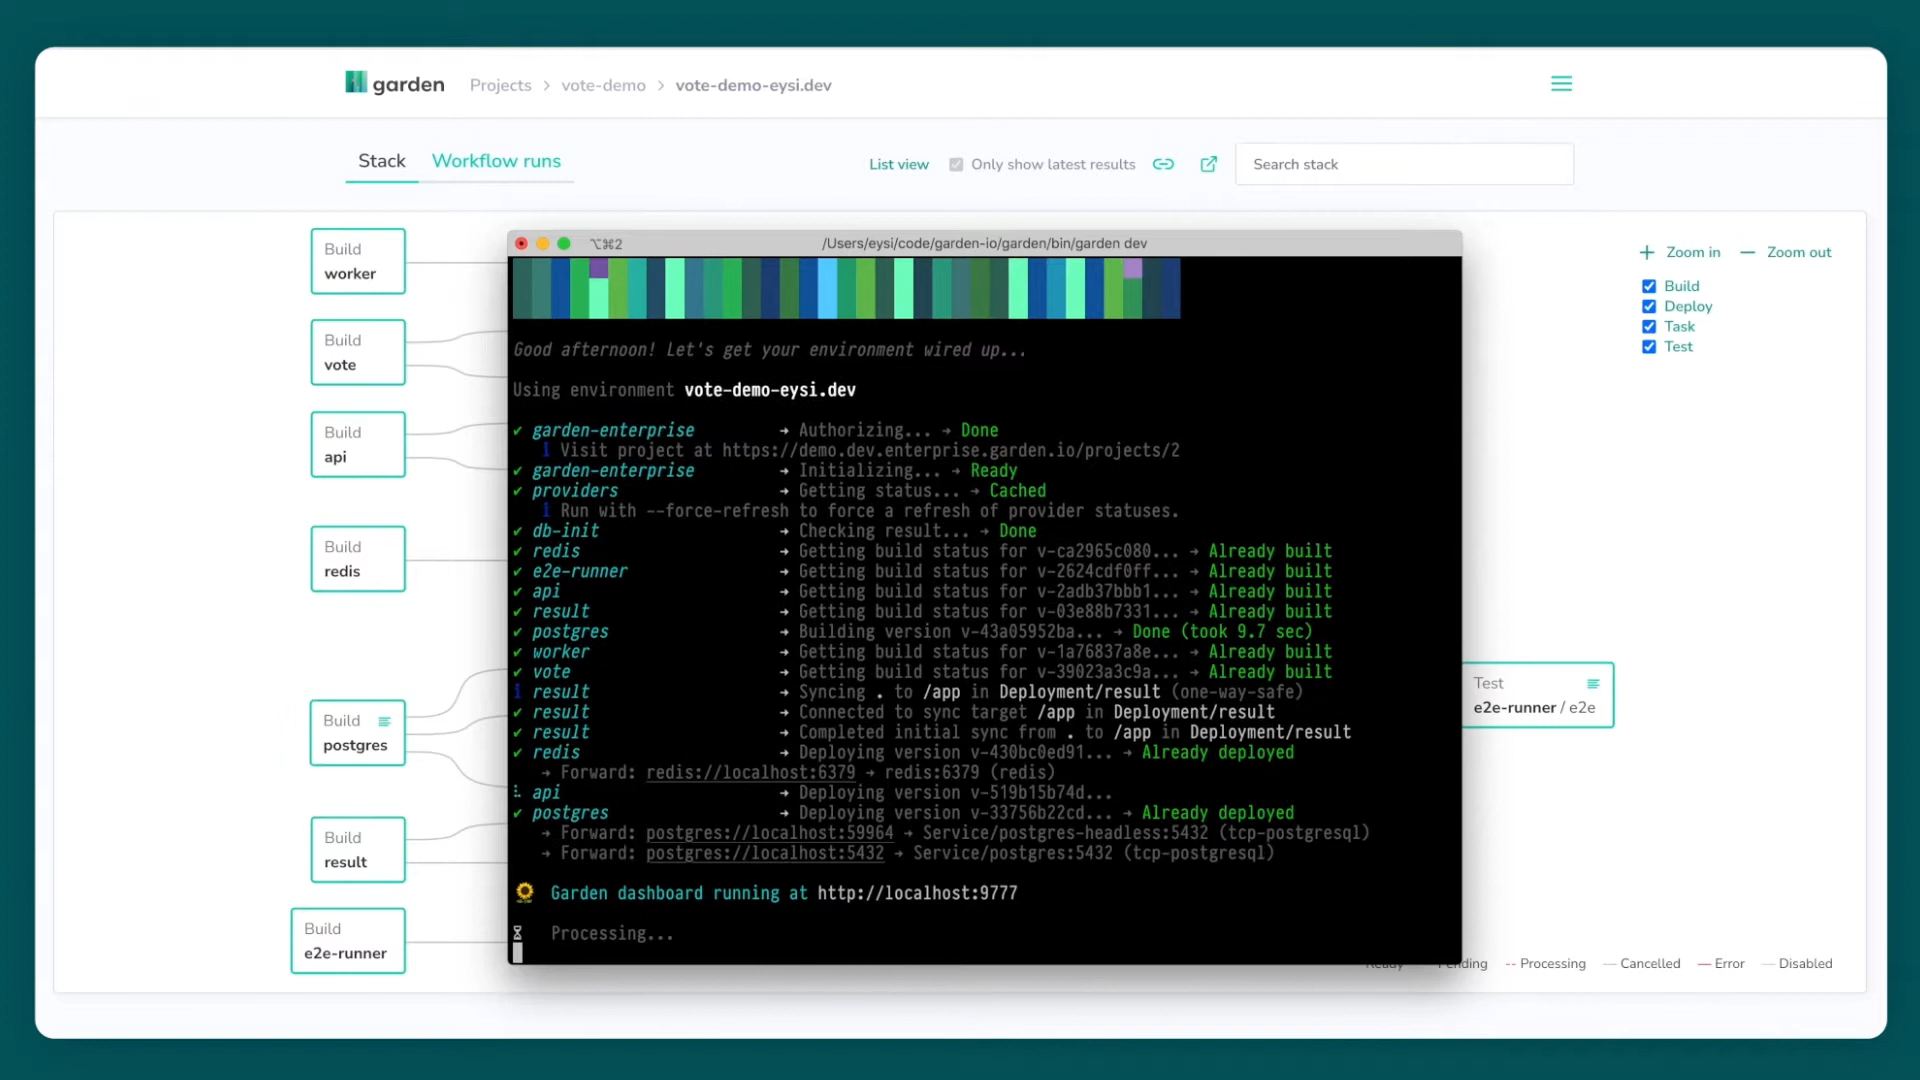 garden Projects > vote-demo > vote-demo-eysi.dev
Stack Workflow runs List view Only show latest results Search stack
Build
worker
Build
vote
Build
api
Build
redis
Build
postgres
Build
result
Build
e2e-runner
⌥⌘2 /Users/eysi/code/garden-io/garden/bin/garden dev
Good afternoon! Let's get your environment wired up...
Using environment vote-demo-eysi.dev
✔ garden-enterprise → Authorizing... → Done
i Visit project at https://demo.dev.enterprise.garden.io/projects/2
✔ garden-enterprise → Initializing... → Ready
✔ providers → Getting status... → Cached
i Run with --force-refresh to force a refresh of provider statuses.
✔ db-init → Checking result... → Done
✔ redis → Getting build status for v-ca2965c080... → Already built
✔ e2e-runner → Getting build status for v-2624cdf0ff... → Already built
✔ api → Getting build status for v-2adb37bbb1... → Already built
✔ result → Getting build status for v-03e88b7331... → Already built
✔ postgres → Building version v-43a05952ba... → Done (took 9.7 sec)
✔ worker → Getting build status for v-1a76837a8e... → Already built
✔ vote → Getting build status for v-39023a3c9a... → Already built
i result → Syncing . to /app in Deployment/result (one-way-safe)
✔ result → Connected to sync target /app in Deployment/result
✔ result → Completed initial sync from . to /app in Deployment/result
✔ redis → Deploying version v-430bc0ed91... → Already deployed
→ Forward: redis://localhost:6379 → redis:6379 (redis)
api → Deploying version v-519b15b74d...
✔ postgres → Deploying version v-33756b22cd... → Already deployed
→ Forward: postgres://localhost:59964 → Service/postgres-headless:5432 (tcp-postgresql)
→ Forward: postgres://localhost:5432 → Service/postgres:5432 (tcp-postgresql)
🌻 Garden dashboard running at http://localhost:9777
Processing...
+ Zoom in — Zoom out
Build
Deploy
Task
Test
Test
e2e-runner / e2e
-- Processing — Cancelled — Error — Disabled